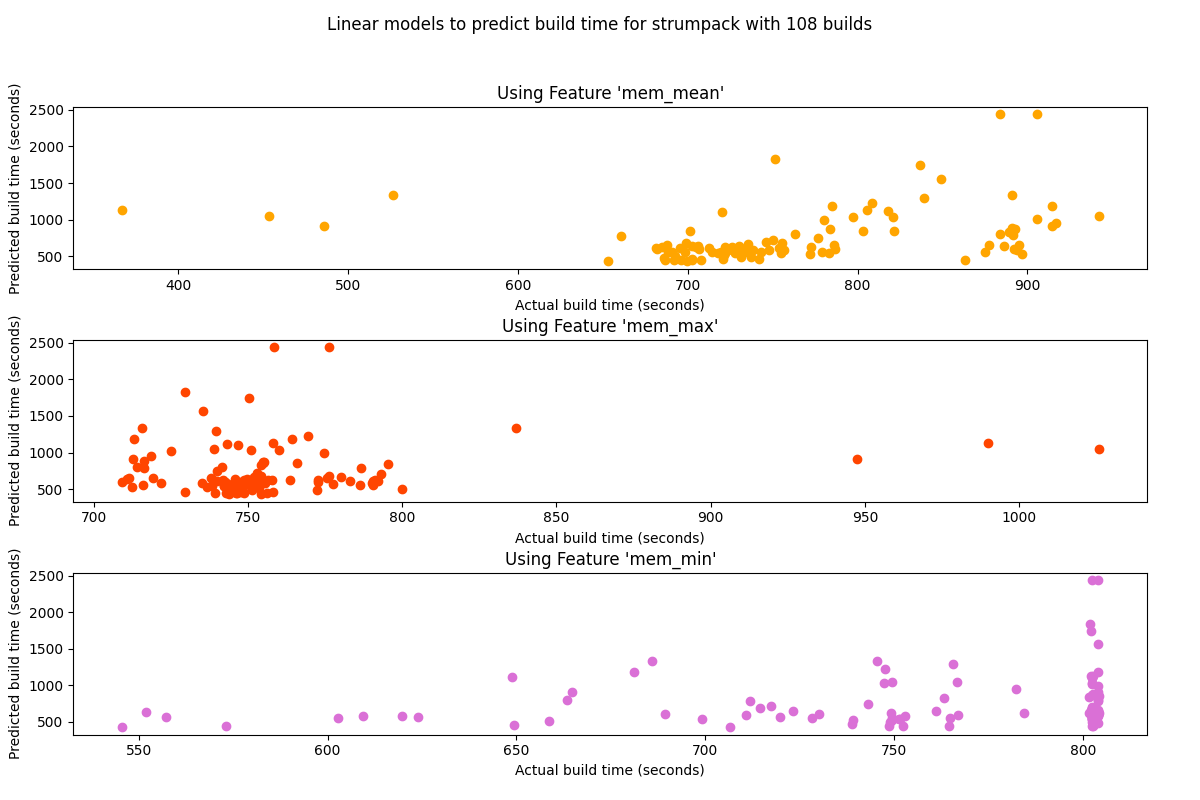 Linear models to predict build time for strumpack with 108 builds
Using Feature 'mem_mean'
Predicted build time (seconds)
2500
2000
1500
1000
500
400 500 600 700 800 900
Actual build time (seconds)
Using Feature 'mem_max'
Predicted build time (seconds)
2500
2000
1500
1000
500
700 750 800 850 900 950 1000
Actual build time (seconds)
Using Feature 'mem_min'
Predicted build time (seconds)
2500
2000
1500
1000
500
550 600 650 700 750 800
Actual build time (seconds)